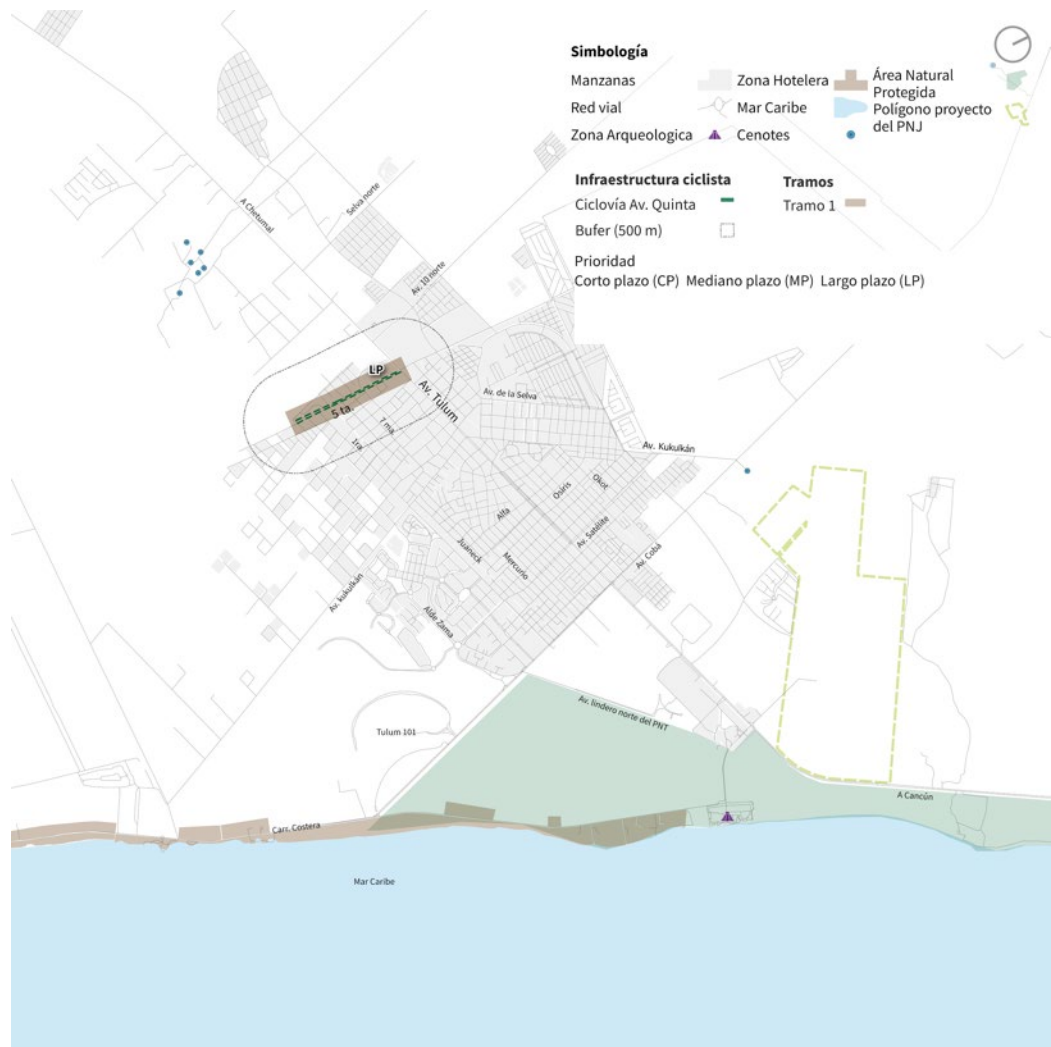 Simbología
Manzanas
Zona Hotelera
Área Natural
Protegida
Red vial
Mar Caribe
Polígono proyecto
del PNJ
Zona Arqueologica
Cenotes
Infraestructura ciclista
Tramos
Ciclovía Av. Quinta
Tramo 1
Bufer (500 m)
Prioridad
Corto plazo (CP) Mediano plazo (MP) Largo plazo (LP)
A Chetumal
Selva norte
Av. 10 norte
LP
5 ta.
Av. Tulum
Av. de la Selva
7 ma.
1ra.
Av. Kukulkán
Okot
Osiris
Alfa
Av. Satélite
Juaneck
Mercurio
Av. Cobá
Av. kukulkán
Alde Zama
Av. lindero norte del PNT
Tulum 101
A Cancún
Carr. Costera
Mar Caribe